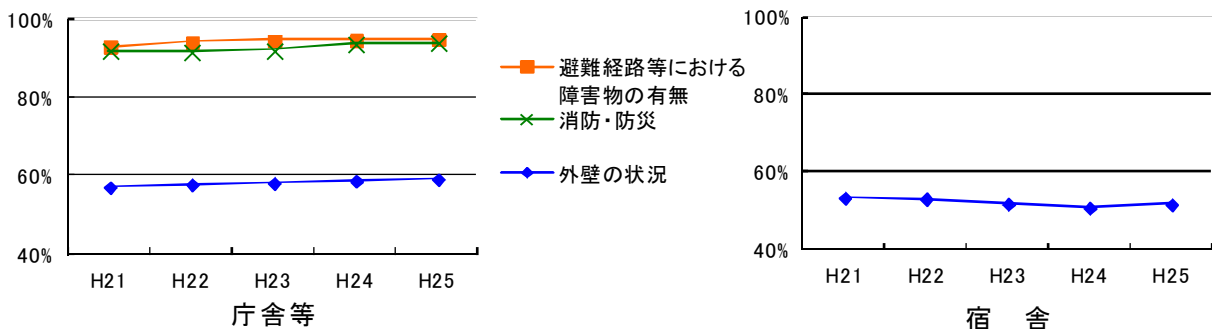 100%
80%
60%
40%
H21 H22 H23 H24 H25
庁舎等
避難経路等における
障害物の有無
消防・防災
外壁の状況
100%
80%
60%
40%
H21 H22 H23 H24 H25
宿 舎